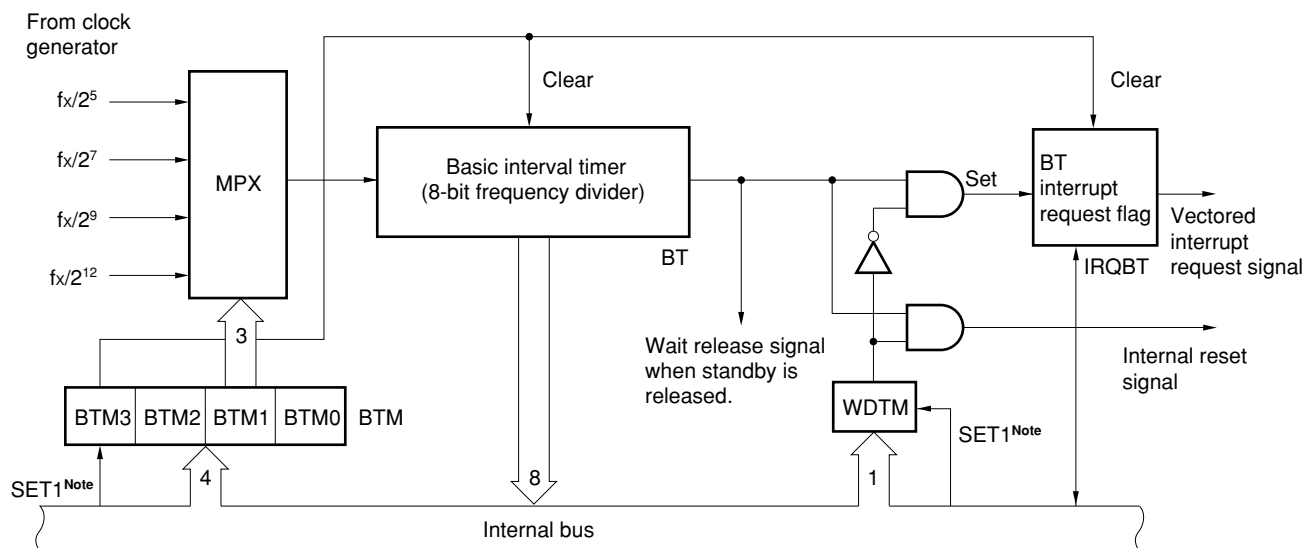 From clock
generator
Clear
Clear
fx/2⁵
fx/2⁷
fx/2⁹
fx/2¹²
MPX
Basic interval timer
(8-bit frequency divider)
BT
Set
BT
interrupt
request flag
IRQBT
Vectored
interrupt
request signal
3
Wait release signal
when standby is
released.
Internal reset
signal
BTM3
BTM2
BTM1
BTM0
BTM
WDTM
SET1Note
4
8
1
SET1Note
Internal bus